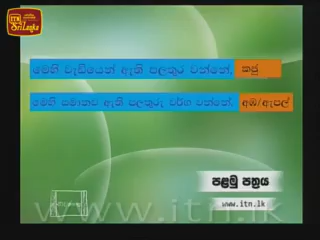 ITN
Sri Lanka
මෙහි වැඩියෙන් ඇති පලතුර වන්නේ, කජු
මෙහි සමානව ඇති පලතුරු වර්ග වන්නේ, අඹ/ඇපල්
පළමු පත්‍රය
www.itn.lk
www.itn.lk